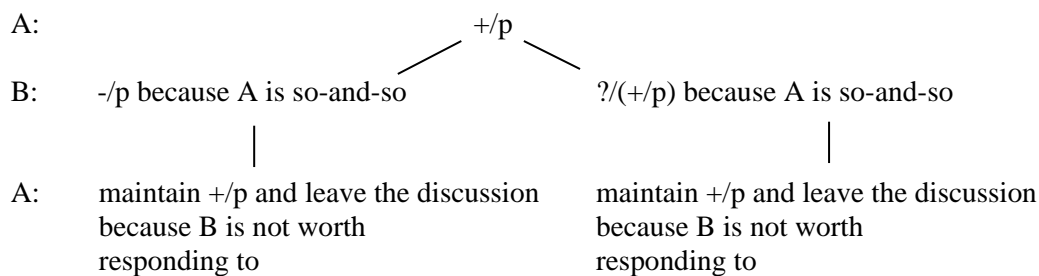 A: +/p
B: -/p because A is so-and-so ?/(+/p) because A is so-and-so
A: maintain +/p and leave the discussion maintain +/p and leave the discussion
because B is not worth because B is not worth
responding to responding to